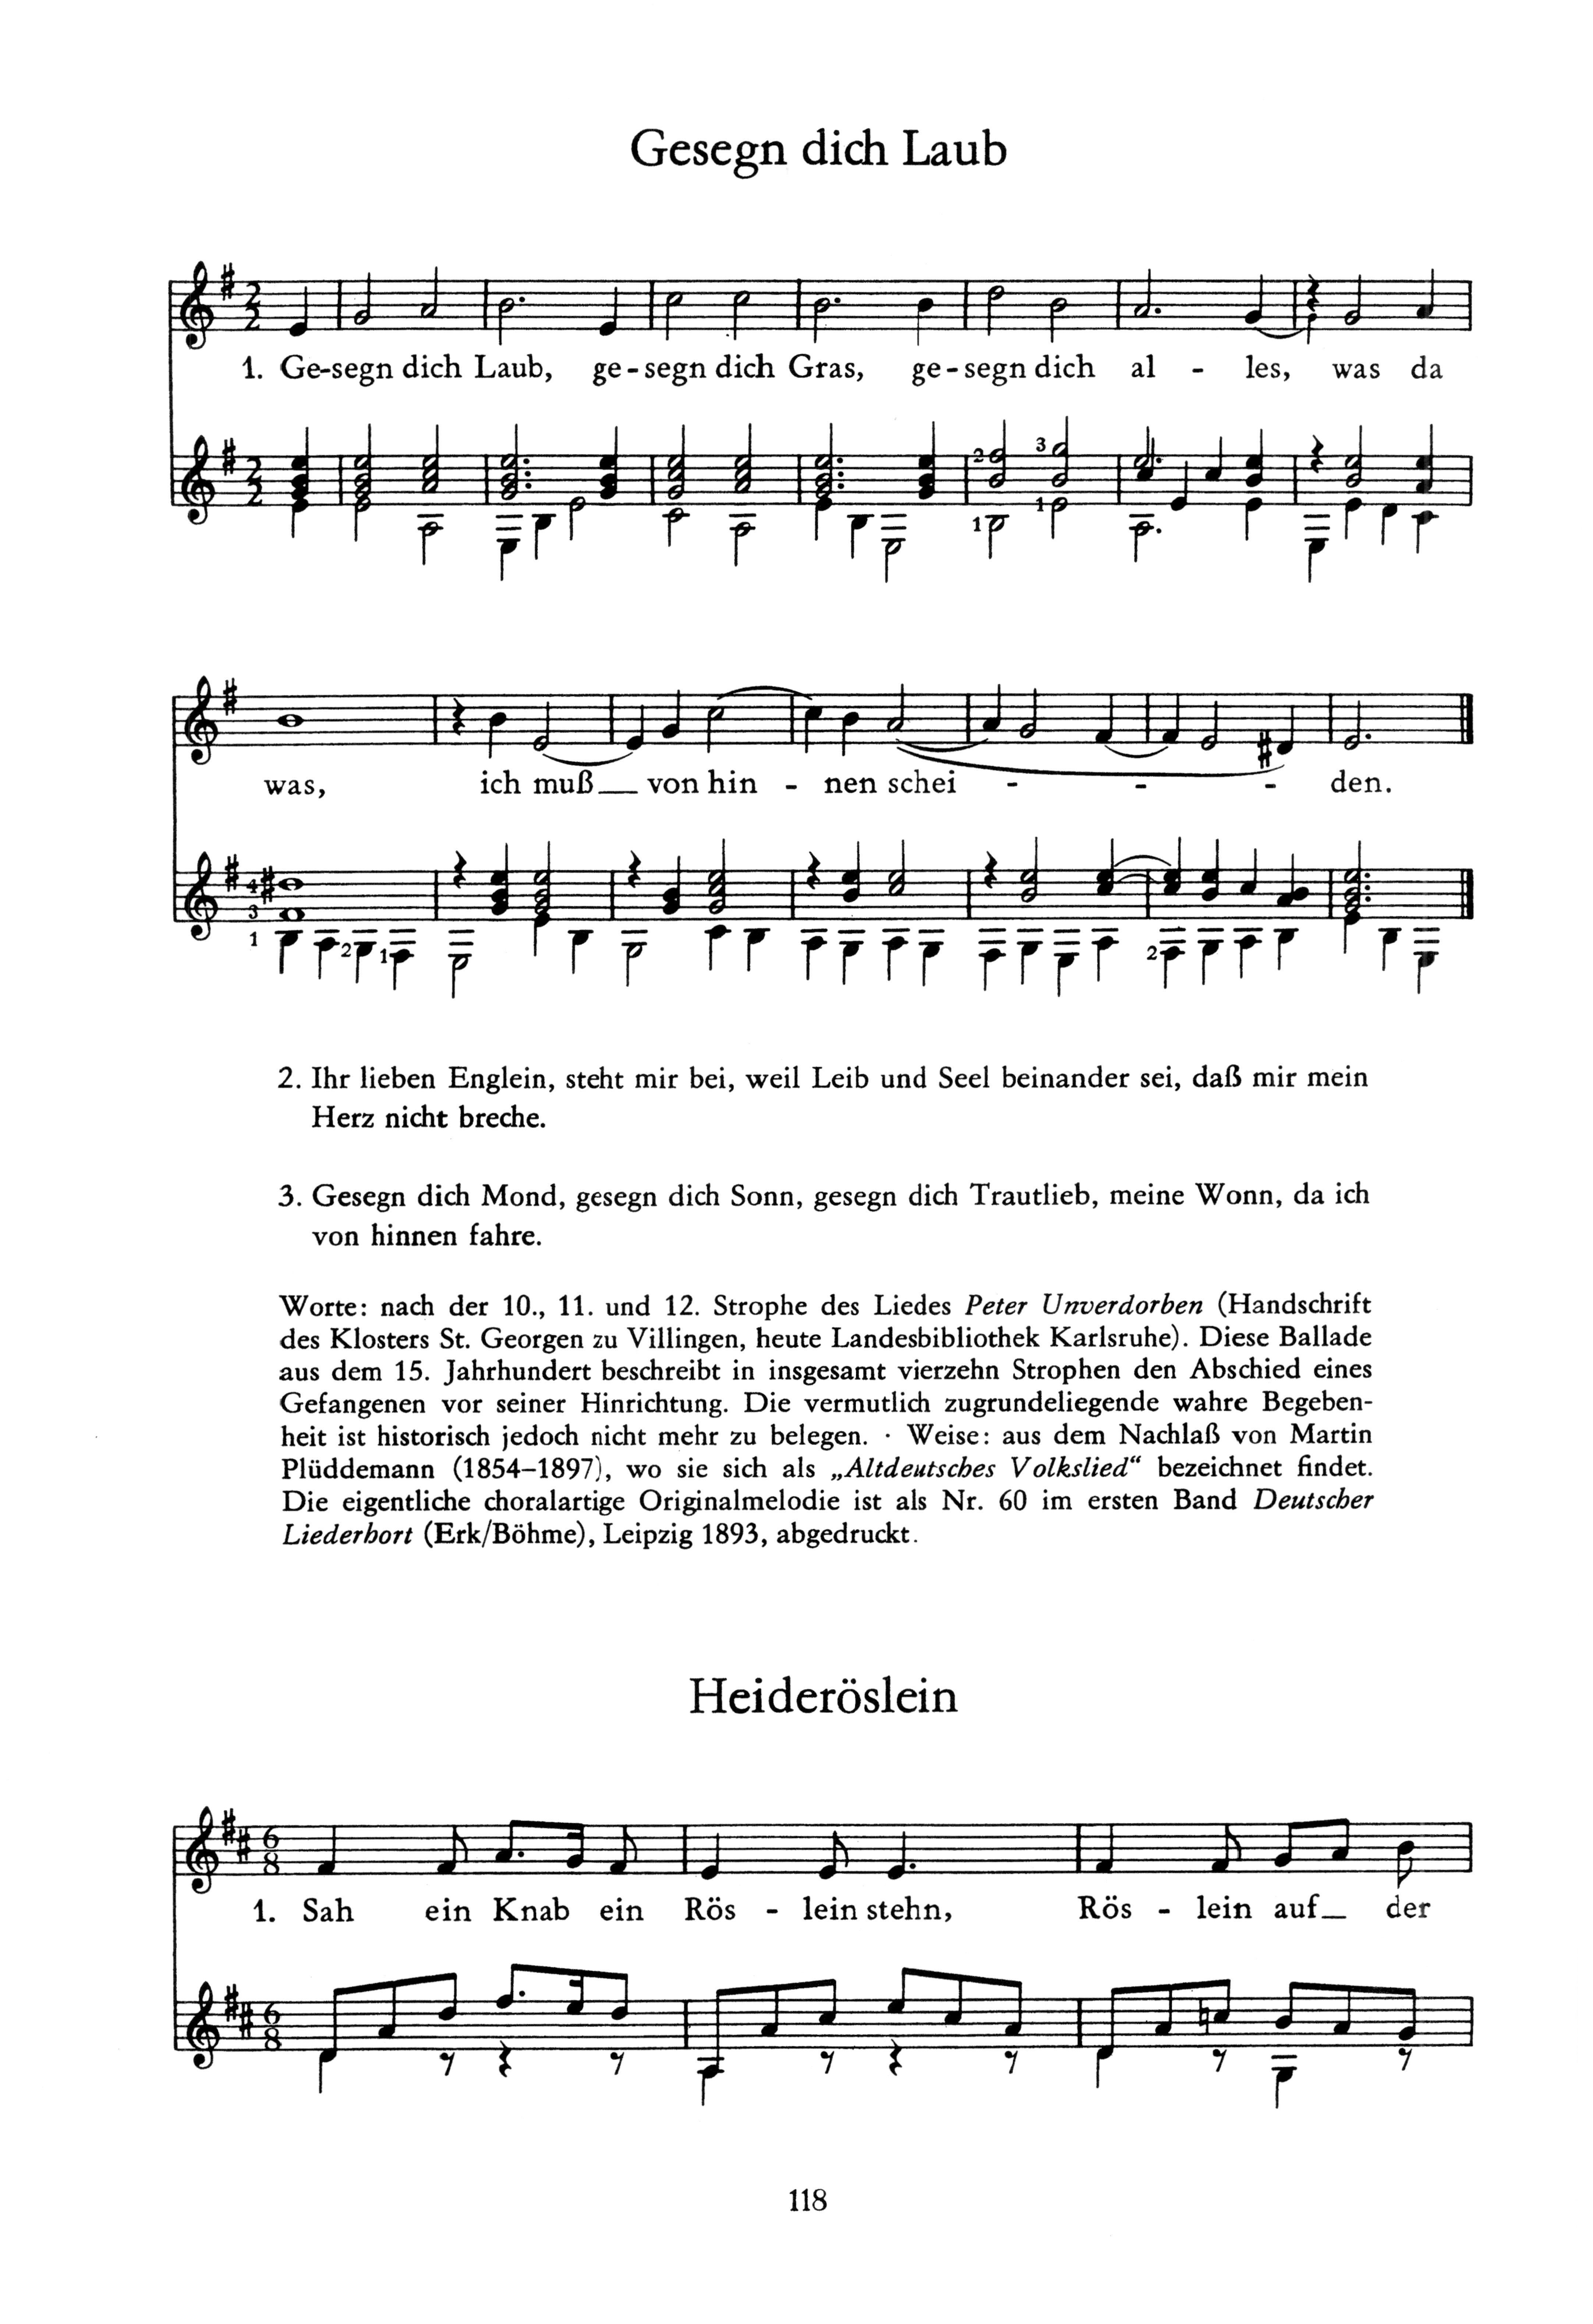 Gesegn dich Laub
1. Ge-segn dich Laub, ge-segn dich Gras, ge-segn dich al - les, was da
was, ich muß von hin - nen schei - - - den.
2. Ihr lieben Englein, steht mir bei, weil Leib und Seel beinander sei, daß mir mein
Herz nicht breche.
3. Gesegn dich Mond, gesegn dich Sonn, gesegn dich Trautlieb, meine Wonn, da ich
von hinnen fahre.
Worte: nach der 10., 11. und 12. Strophe des Liedes Peter Unverdorben (Handschrift
des Klosters St. Georgen zu Villingen, heute Landesbibliothek Karlsruhe). Diese Ballade
aus dem 15. Jahrhundert beschreibt in insgesamt vierzehn Strophen den Abschied eines
Gefangenen vor seiner Hinrichtung. Die vermutlich zugrundeliegende wahre Begeben-
heit ist historisch jedoch nicht mehr zu belegen. · Weise: aus dem Nachlaß von Martin
Plüddemann (1854–1897), wo sie sich als „Altdeutsches Volkslied“ bezeichnet findet.
Die eigentliche choralartige Originalmelodie ist als Nr. 60 im ersten Band Deutscher
Liederhort (Erk/Böhme), Leipzig 1893, abgedruckt.
Heideröslein
1. Sah ein Knab ein Rös - lein stehn, Rös - lein auf_ der
118